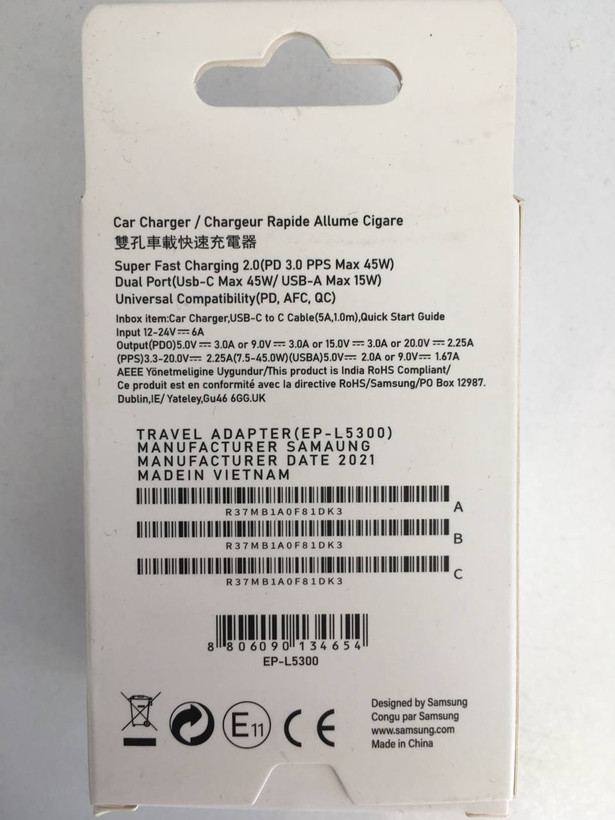 Car Charger / Chargeur Rapide Allume Cigare
雙孔車載快速充電器
Super Fast Charging 2.0(PD 3.0 PPS Max 45W)
Dual Port(Usb-C Max 45W/ USB-A Max 15W)
Universal Compatibility(PD, AFC, QC)
Inbox item:Car Charger,USB-C to C Cable(5A,1.0m),Quick Start Guide
Input 12-24V⎓ 6A
Output(PDO)5.0V ⎓ 3.0A or 9.0V⎓ 3.0A or 15.0V ⎓ 3.0A or 20.0V ⎓ 2.25A
(PPS)3.3-20.0V⎓ 2.25A(7.5-45.0W)(USBA)5.0V⎓ 2.0A or 9.0V⎓ 1.67A
AEEE Yönetmeligine Uygundur/This product is India RoHS Compliant/
Ce produit est en conformité avec la directive RoHS/Samsung/PO Box 12987.
Dublin,IE/ Yateley,Gu46 6GG.UK
TRAVEL ADAPTER(EP-L5300)
MANUFACTURER SAMAUNG
MANUFACTURER DATE 2021
MADEIN VIETNAM
A
R37MB1A0F81DK3
B
R37MB1A0F81DK3
C
R37MB1A0F81DK3
8 806090 134654
EP-L5300
E11
CE
Designed by Samsung
Congu par Samsung
www.samsung.com
Made in China